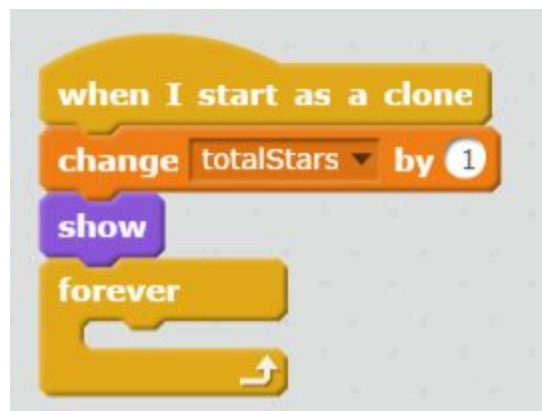 when I start as a clone
change totalStars by 1
show
forever